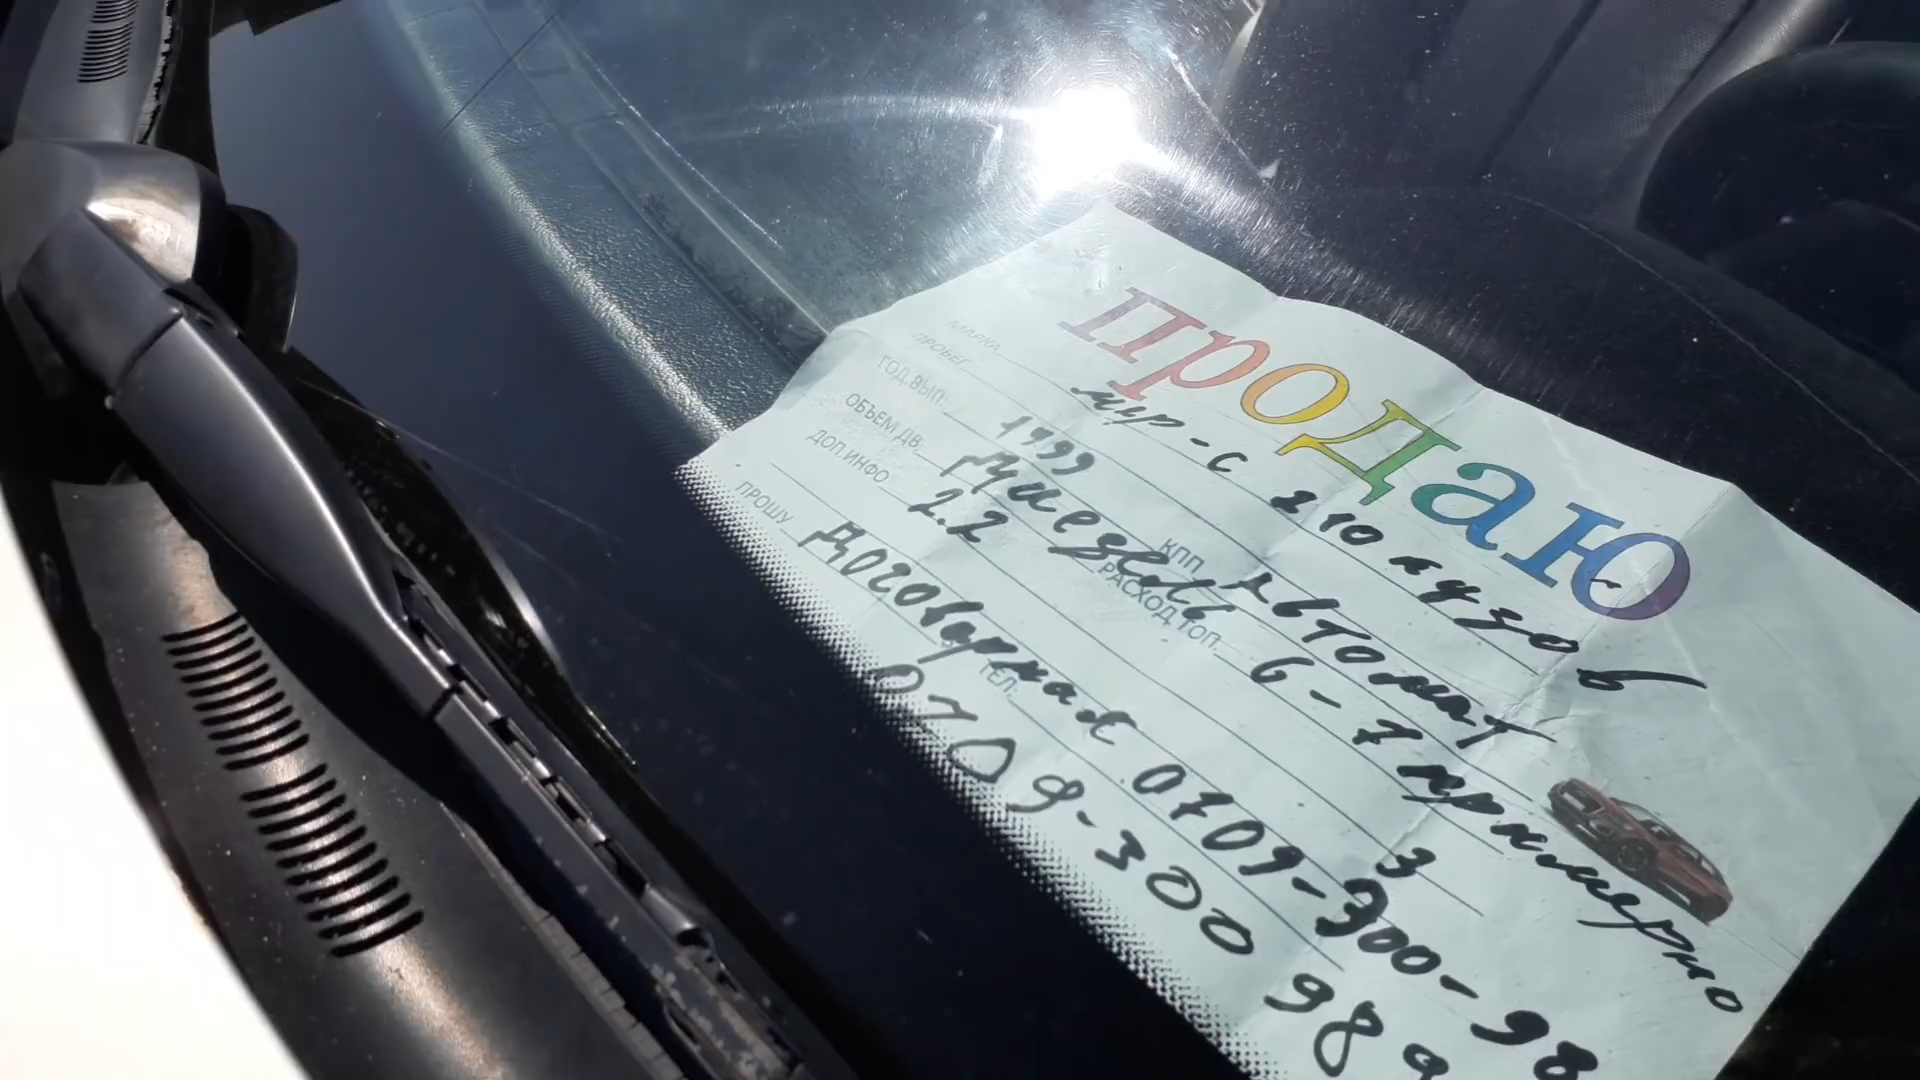 продаю
МАРКА мер-с 210 кузов
ПРОБЕГ
ГОД.ВЫП. 1999 КПП Автомат
ОБЪЕМ ДВ. Дизель РАСХОД ТОП. 6-7 примерно
ДОП.ИНФО 2.2
ПРОШУ Договорная 0709-300-98
ТЕЛ: 0709-300 989